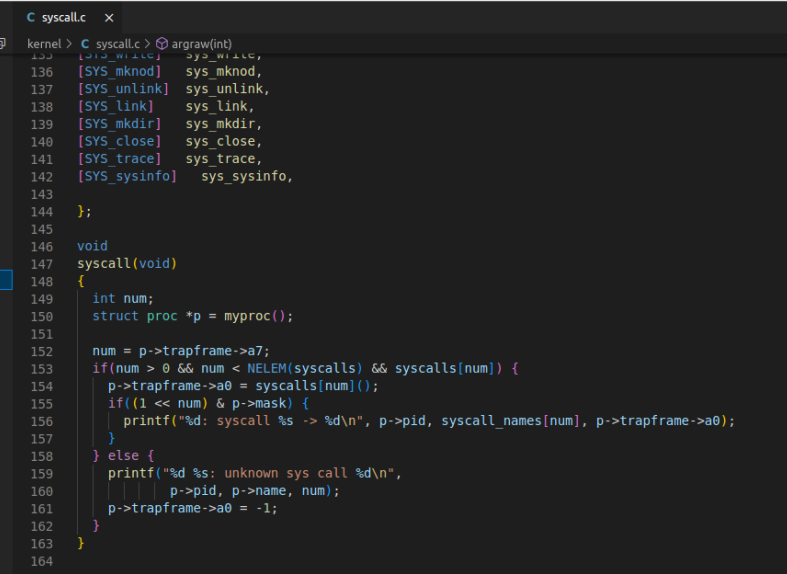 C syscall.c ×
kernel > C syscall.c > argraw(int)
135 [SYS_write] sys_write,
136 [SYS_mknod] sys_mknod,
137 [SYS_unlink] sys_unlink,
138 [SYS_link] sys_link,
139 [SYS_mkdir] sys_mkdir,
140 [SYS_close] sys_close,
141 [SYS_trace] sys_trace,
142 [SYS_sysinfo] sys_sysinfo,
143
144 };
145
146 void
147 syscall(void)
148 {
149 int num;
150 struct proc *p = myproc();
151
152 num = p->trapframe->a7;
153 if(num > 0 && num < NELEM(syscalls) && syscalls[num]) {
154 p->trapframe->a0 = syscalls[num]();
155 if((1 << num) & p->mask) {
156 printf("%d: syscall %s -> %d\n", p->pid, syscall_names[num], p->trapframe->a0);
157 }
158 } else {
159 printf("%d %s: unknown sys call %d\n",
160 p->pid, p->name, num);
161 p->trapframe->a0 = -1;
162 }
163 }
164